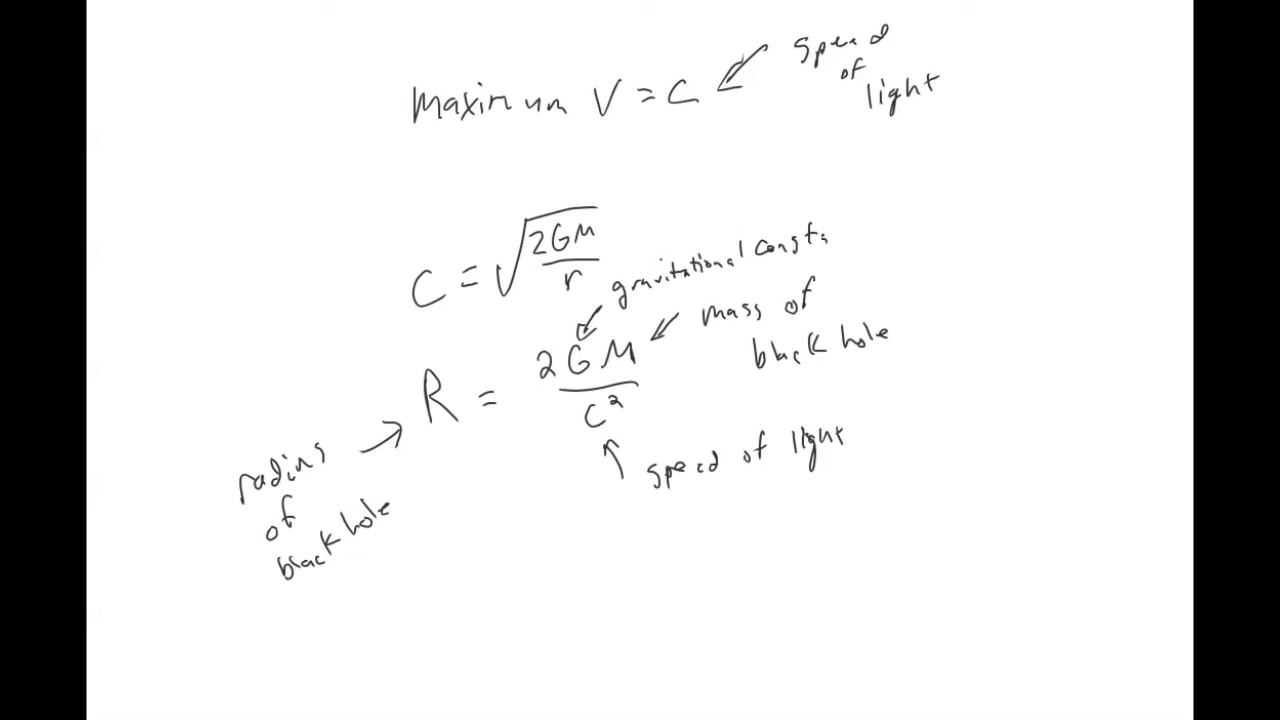 Maximum V = C
speed
of
light
C = √(2GM/r)
gravitational const.
mass of
black hole
R = 2GM/C²
speed of light
radius
of
black hole